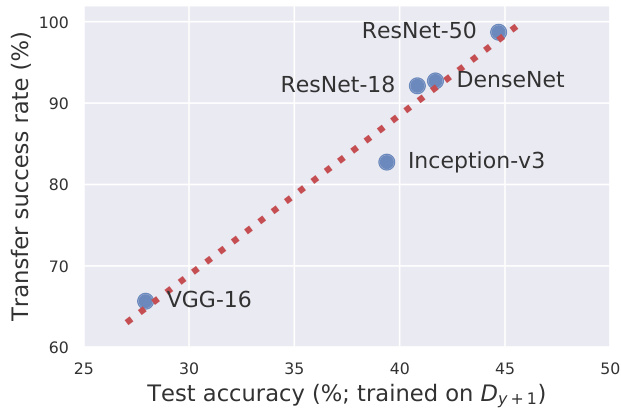 100
90
80
70
60
Transfer success rate (%)
ResNet-50
ResNet-18
DenseNet
Inception-v3
VGG-16
25 30 35 40 45 50
Test accuracy (%; trained on D_{y+1})